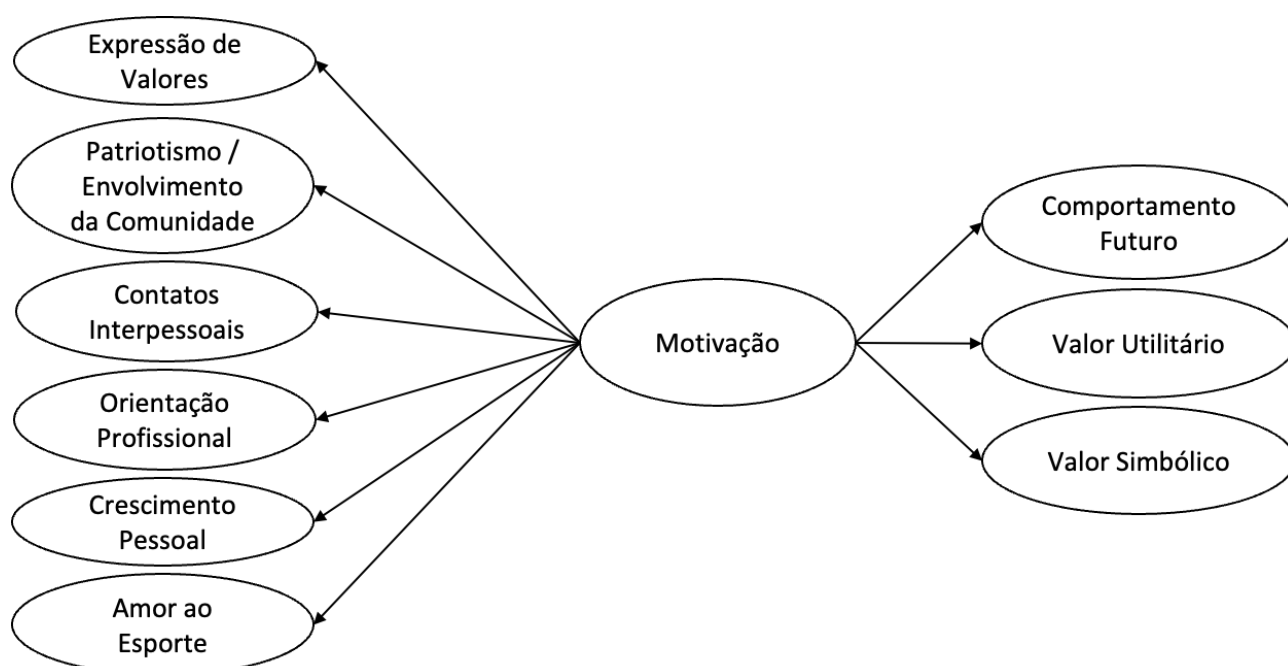 Expressão de
Valores
Patriotismo /
Envolvimento
da Comunidade
Contatos
Interpessoais
Orientação
Profissional
Crescimento
Pessoal
Amor ao
Esporte
Motivação
Comportamento
Futuro
Valor Utilitário
Valor Simbólico